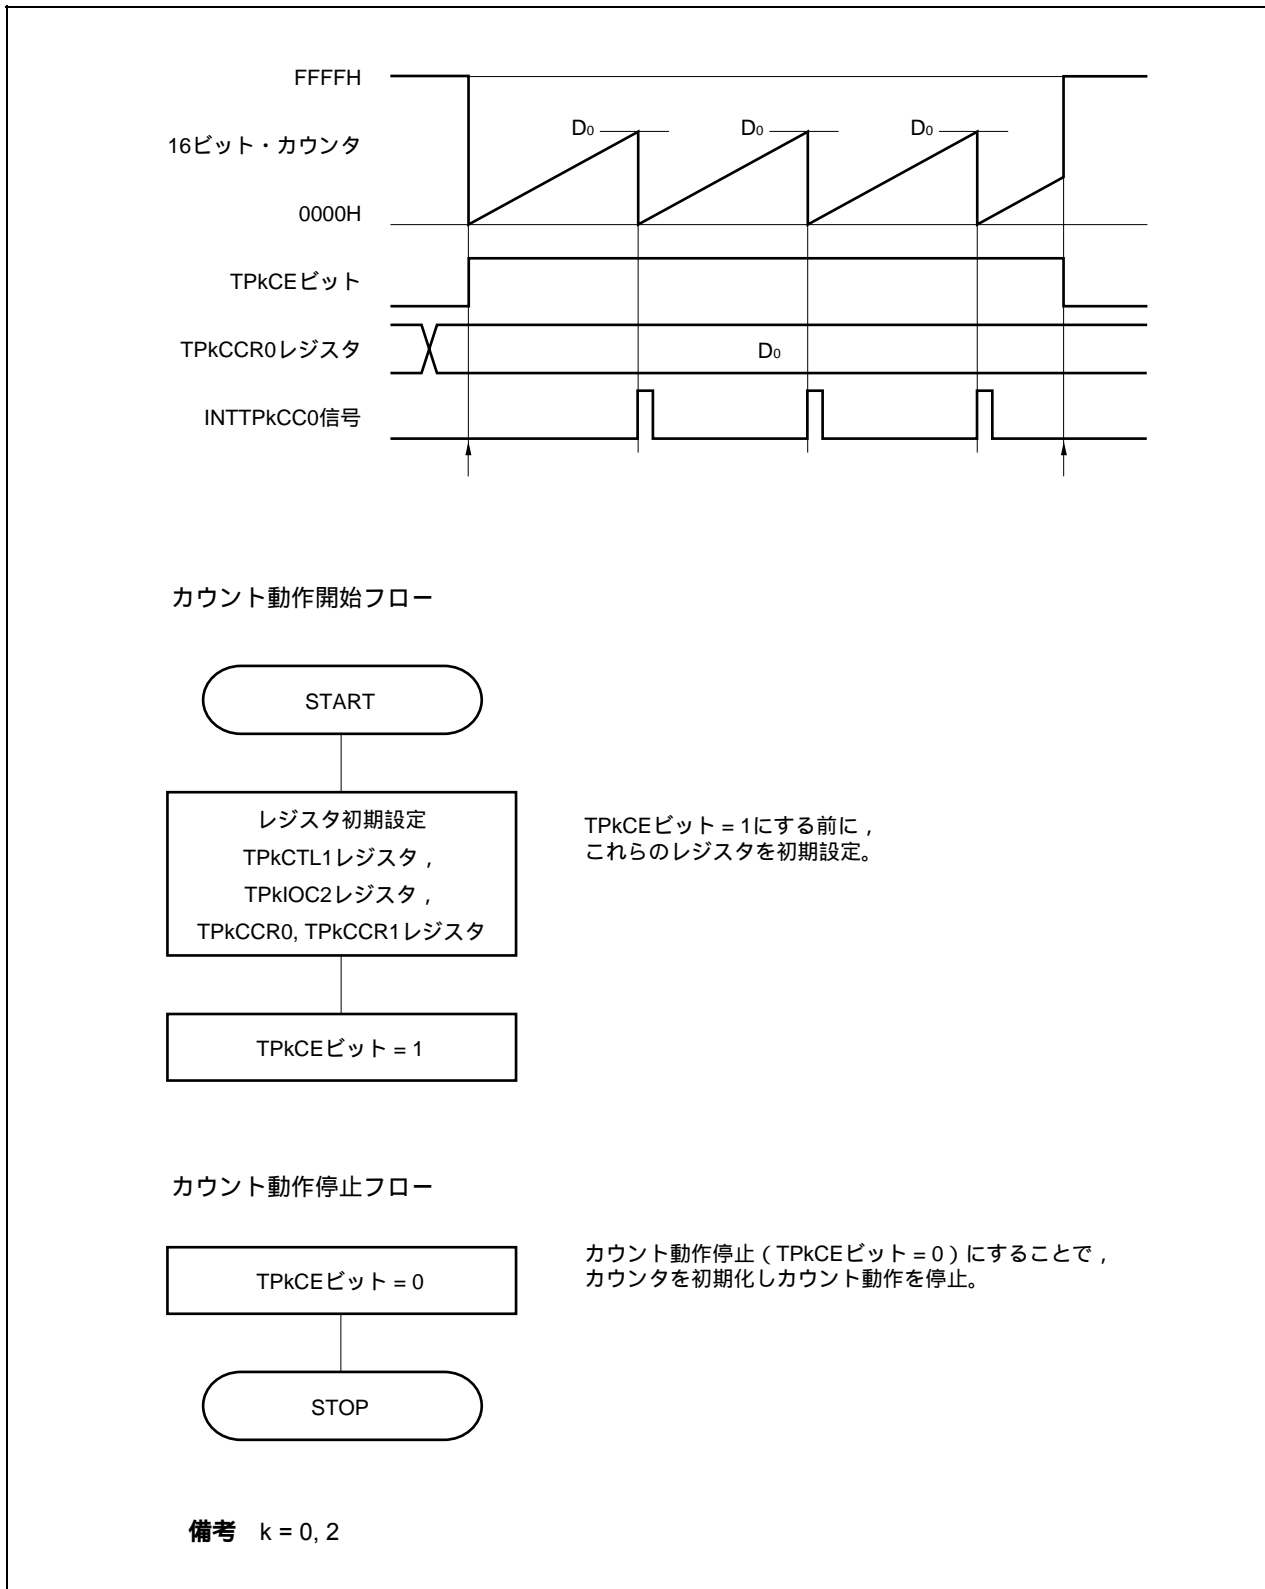 FFFFH
16ビット・カウンタ
0000H
D0 D0 D0
TPkCEビット
TPkCCR0レジスタ
D0
INTTPkCC0信号
カウント動作開始フロー
START
レジスタ初期設定
TPkCTL1レジスタ，
TPkIOC2レジスタ，
TPkCCR0, TPkCCR1レジスタ
TPkCEビット = 1にする前に，
これらのレジスタを初期設定。
TPkCEビット = 1
カウント動作停止フロー
TPkCEビット = 0
カウント動作停止（TPkCEビット = 0）にすることで，
カウンタを初期化しカウント動作を停止。
STOP
備考 k = 0, 2